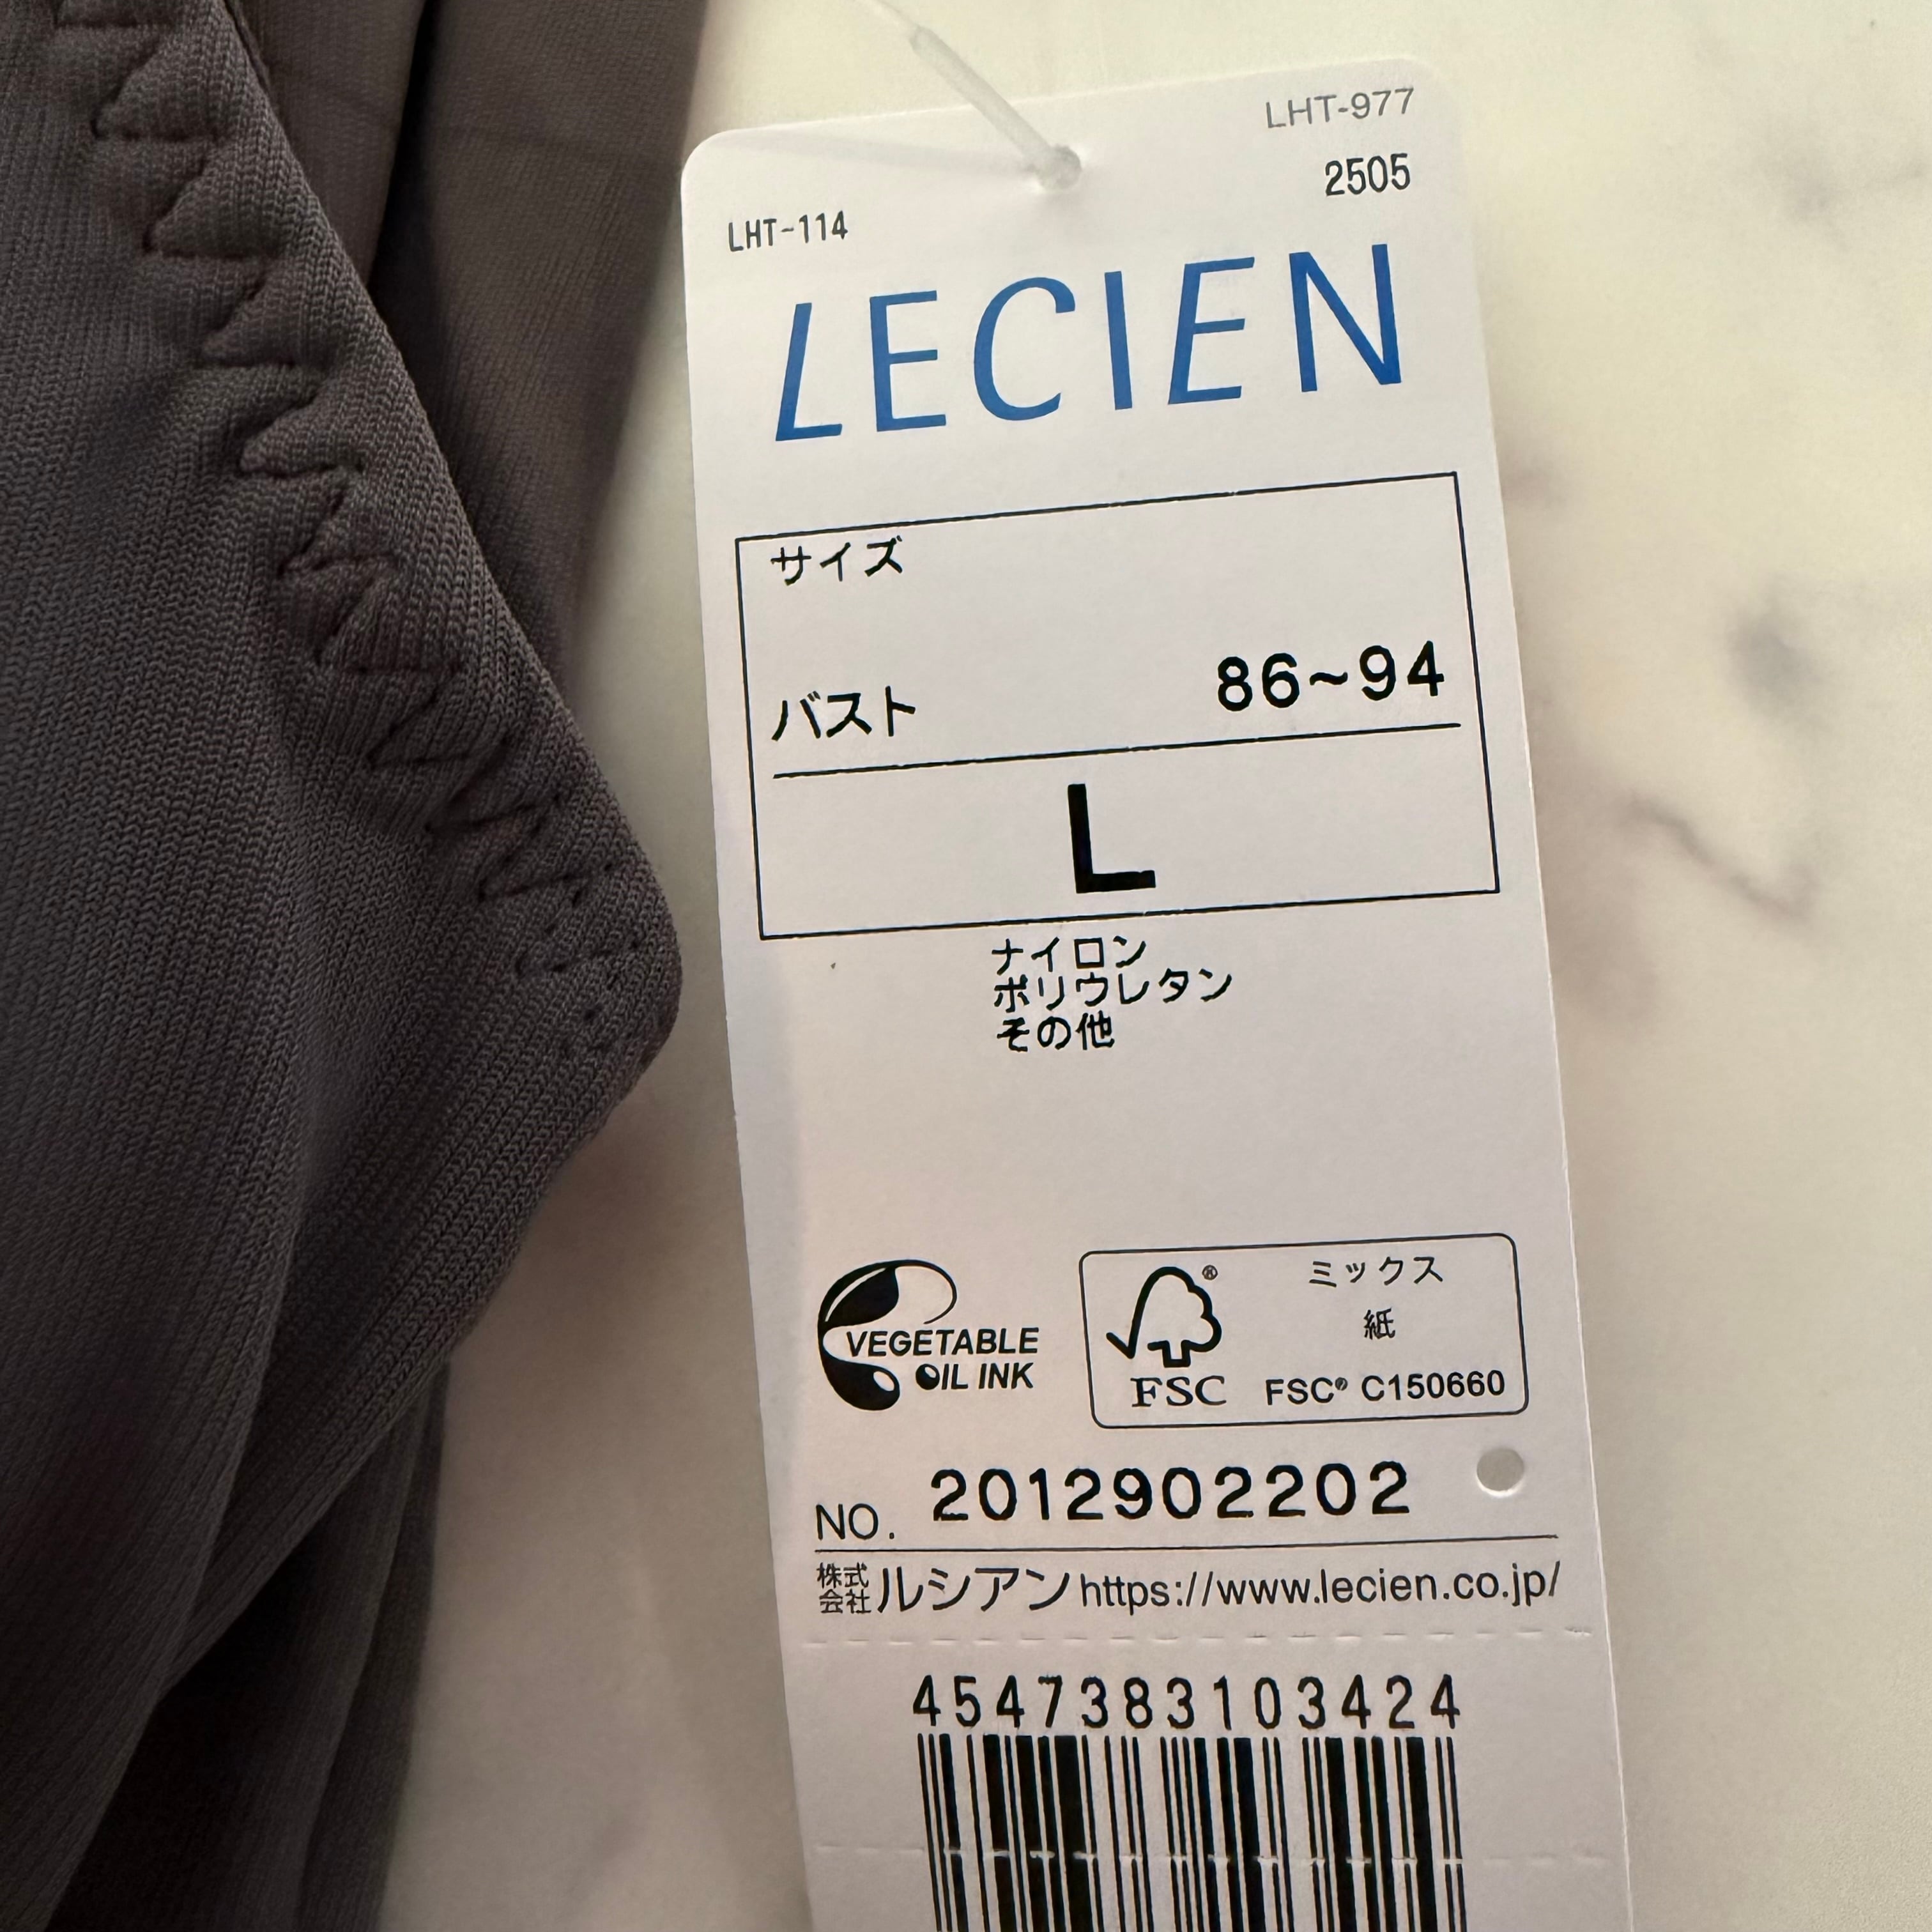 LHT-977
2505
LHT-114
LECIEN
サイズ
バスト 86~94
L
ナイロン
ポリウレタン
その他
VEGETABLE
OIL INK
ミックス
紙
FSC® C150660
FSC
NO. 2012902202
株式会社ルシアン https://www.lecien.co.jp/
4547383103424